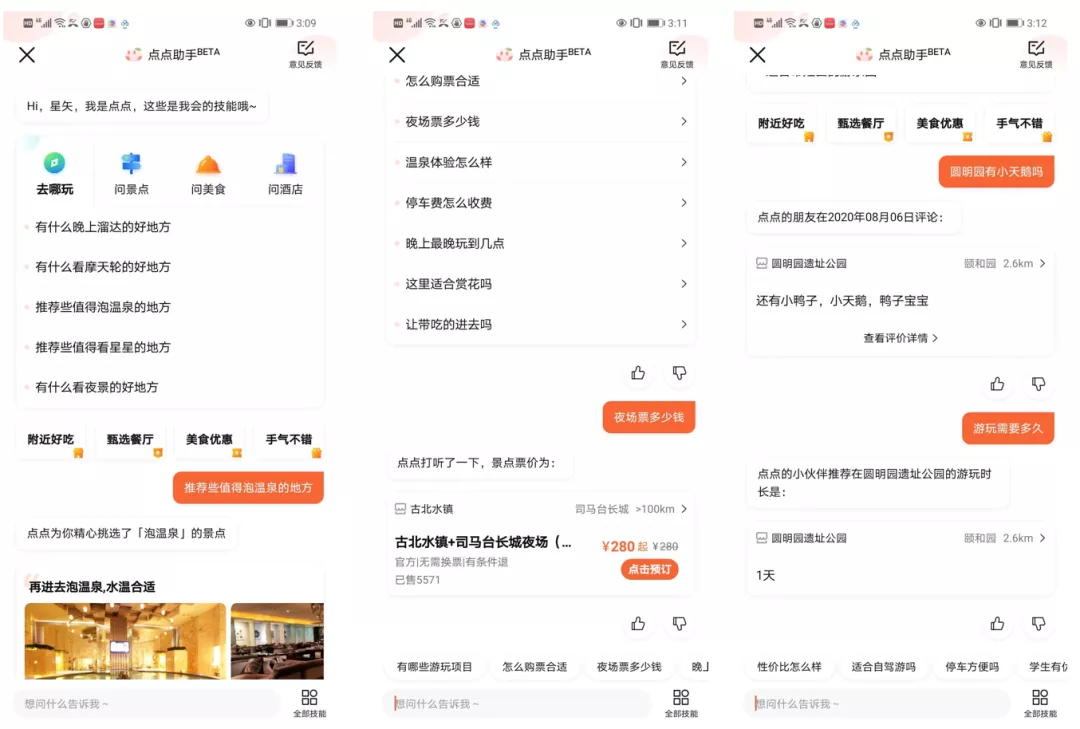 3:09
点点助手BETA
意见反馈
Hi，星矢，我是点点，这些是我会的技能哦~
去哪玩
问景点
问美食
问酒店
有什么晚上溜达的好地方
有什么看摩天轮的好地方
推荐些值得泡温泉的地方
推荐些值得看星星的地方
有什么看夜景的好地方
附近好吃
甄选餐厅
美食优惠
手气不错
推荐些值得泡温泉的地方
点点为你精心挑选了「泡温泉」的景点
再进去泡温泉,水温合适
想问什么告诉我~
全部技能
3:11
点点助手BETA
意见反馈
怎么购票合适
夜场票多少钱
温泉体验怎么样
停车费怎么收费
晚上最晚玩到几点
这里适合赏花吗
让带吃的进去吗
夜场票多少钱
点点打听了一下，景点票价为：
古北水镇
司马台长城 >100km
古北水镇+司马台长城夜场（...
¥280起 ¥280
官方|无需换票|有条件退
点击预订
已售5571
有哪些游玩项目
怎么购票合适
夜场票多少钱
晚上
想问什么告诉我~
全部技能
3:12
点点助手BETA
意见反馈
附近好吃
甄选餐厅
美食优惠
手气不错
圆明园有小天鹅吗
点点的朋友在2020年08月06日评论：
圆明园遗址公园
颐和园 2.6km
还有小鸭子，小天鹅，鸭子宝宝
查看评价详情
游玩需要多久
点点的小伙伴推荐在圆明园遗址公园的游玩时
长是：
圆明园遗址公园
颐和园 2.6km
1天
性价比怎么样
适合自驾游吗
停车方便吗
学生有优
想问什么告诉我~
全部技能